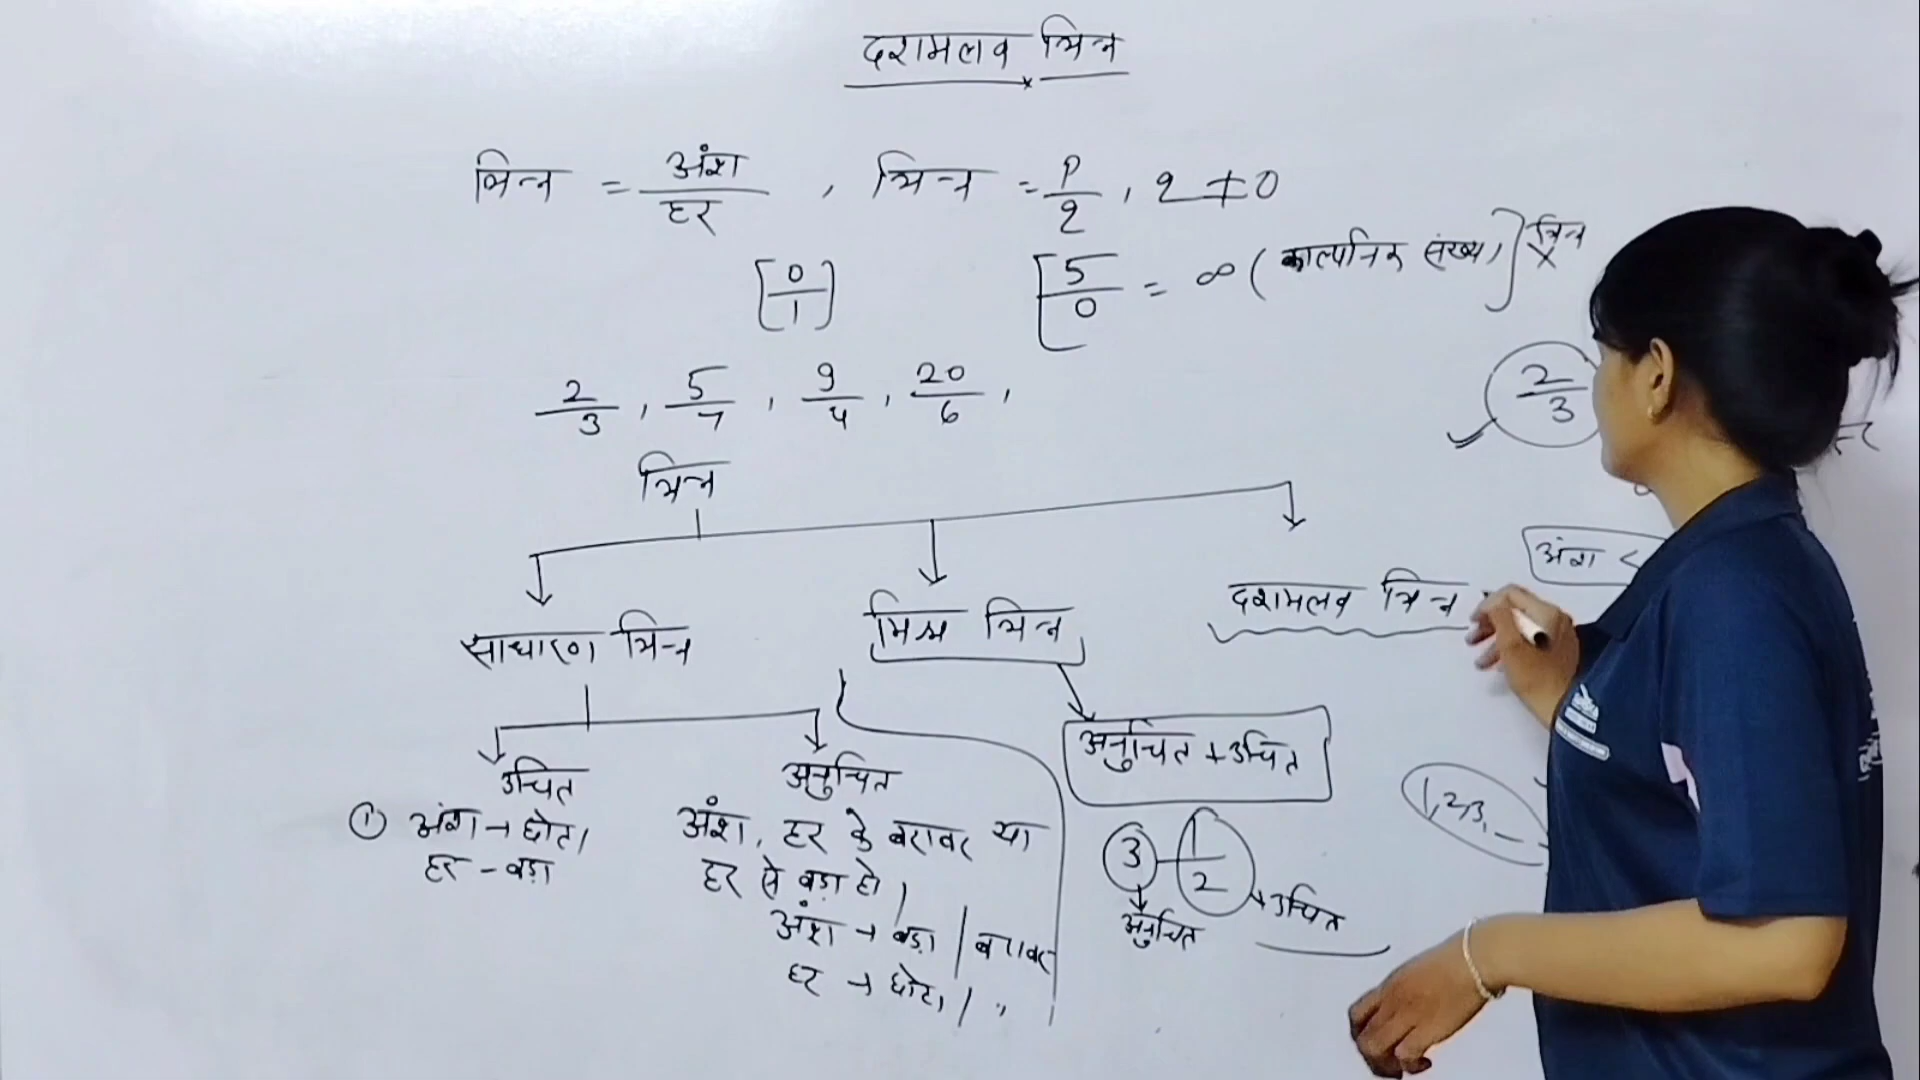 दशमलव भिन्न
भिन्न = अंश/हर , भिन्न = p/q , q ≠ 0
[0/1] [5/0 = ∞ (काल्पनिक संख्या)] भिन्न ×
2/3 , 5/7 , 9/4 , 20/6 ,
2/3
भिन्न
अंश <
साधारण भिन्न मिश्र भिन्न दशमलव भिन्न
उचित अनुचित
अनुचित + उचित
① अंश → छोटा
हर - बड़ा
अंश, हर के बराबर या
हर से बड़ा हो
अंश → बड़ा / बराबर
हर → छोटा / "
3 1/2
अनुचित
→ उचित
1,2,3, _